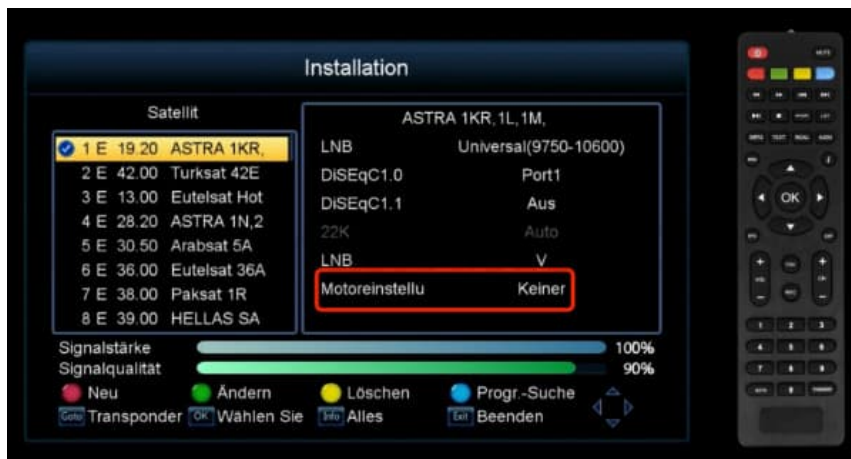 Installation
Satellit
1 E 19.20 ASTRA 1KR,
2 E 42.00 Turksat 42E
3 E 13.00 Eutelsat Hot
4 E 28.20 ASTRA 1N,2
5 E 30.50 Arabsat 5A
6 E 36.00 Eutelsat 36A
7 E 38.00 Paksat 1R
8 E 39.00 HELLAS SA
ASTRA 1KR,1L,1M,
LNB Universal(9750-10600)
DiSEqC1.0 Port1
DiSEqC1.1 Aus
22K Auto
LNB V
Motoreinstellu Keiner
Signalstärke 100%
Signalqualität 90%
Neu Ändern Löschen Progr.-Suche
Goto Transponder OK Wählen Sie Info Alles Exit Beenden
MUTE
OK
1 2 3
4 5 6
7 8 9